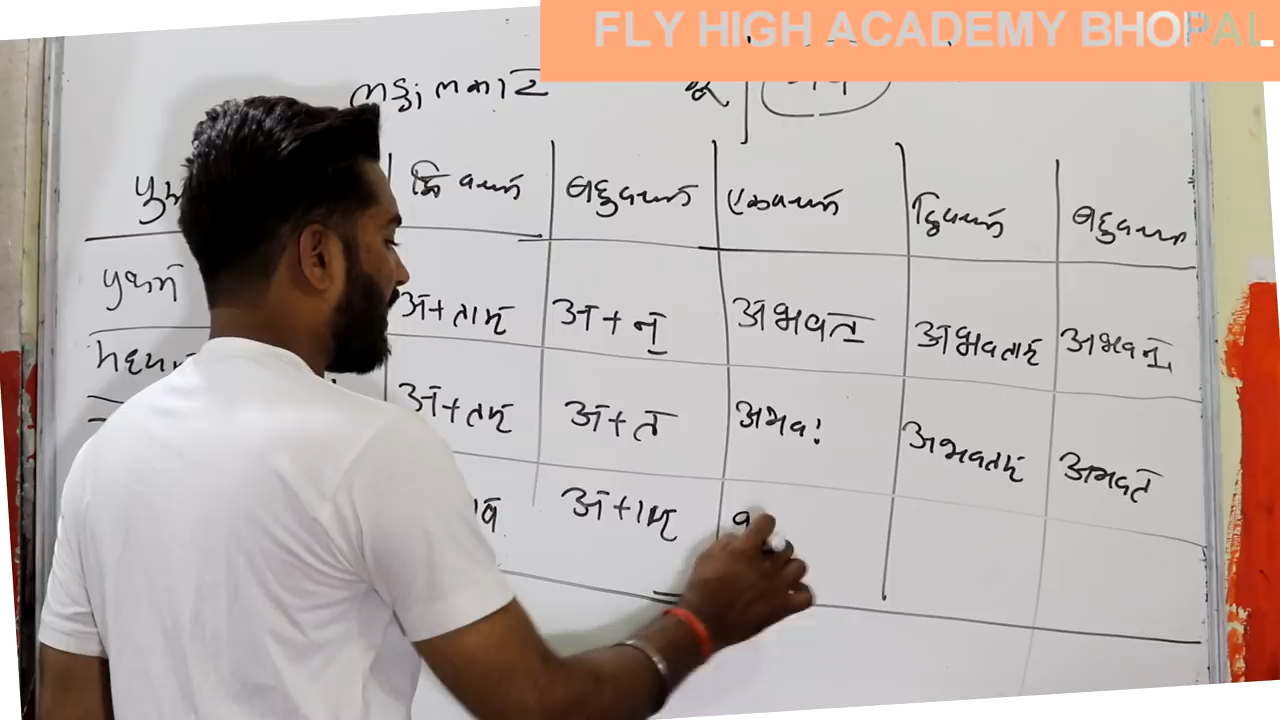 FLY HIGH ACADEMY BHOPAL
लङ् लकार
द्विवचन बहुवचन एकवचन द्विवचन बहुवचन
प्रथम अ+ताम् अ+न् अभवत् अभवताम् अभवन्
अ+तम् अ+त अभवः अभवतम् अभवत
अ+ाम